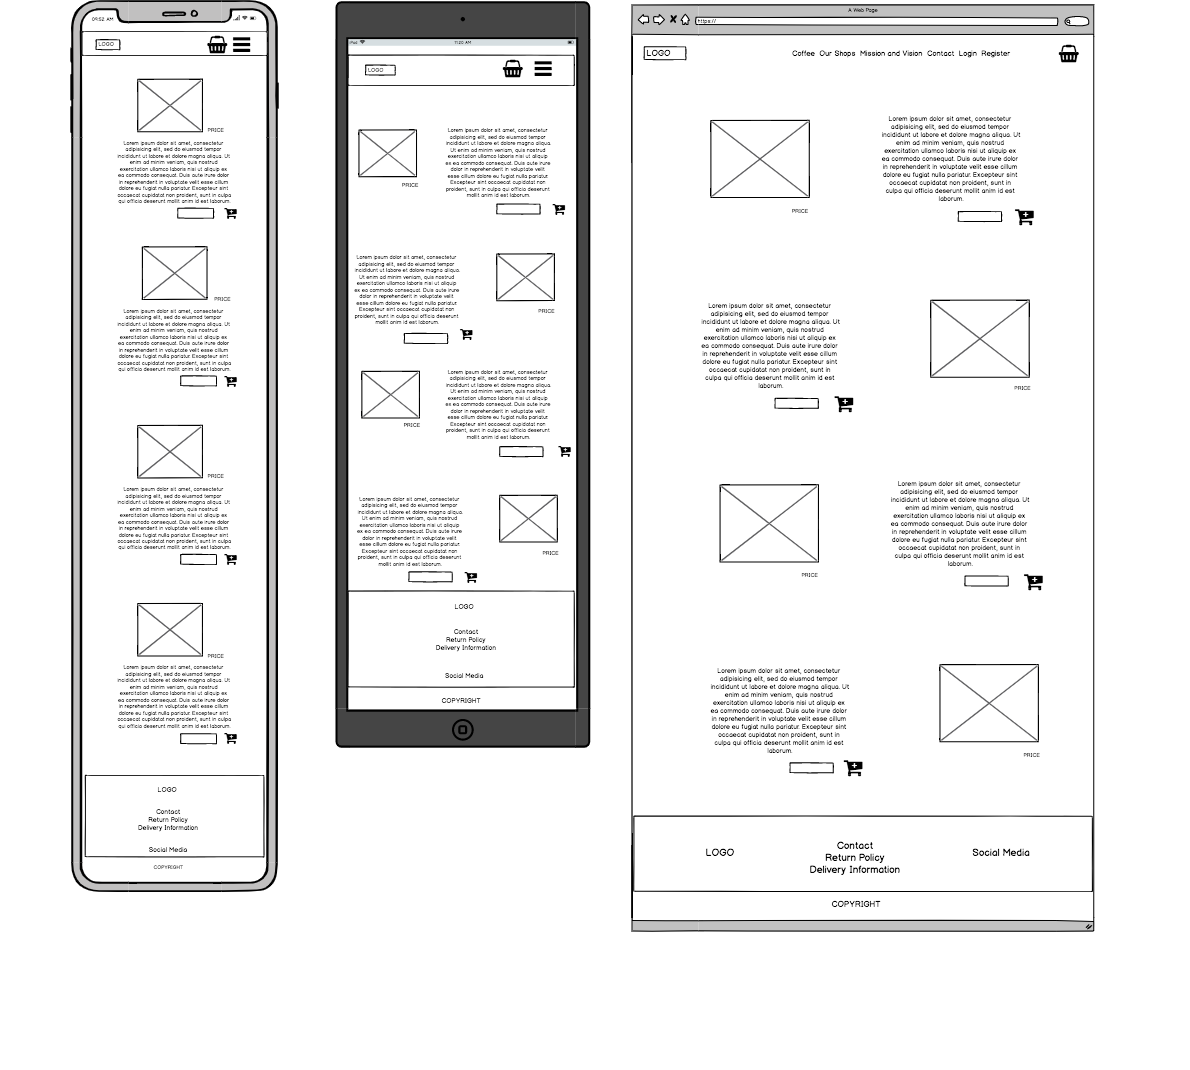 09:52 AM
LOGO
PRICE
Lorem ipsum dolor sit amet, consectetur
adipisicing elit, sed do eiusmod tempor
incididunt ut labore et dolore magna aliqua. Ut
enim ad minim veniam, quis nostrud
exercitation ullamco laboris nisi ut aliquip ex
ea commodo consequat. Duis aute irure dolor
in reprehenderit in voluptate velit esse cillum
dolore eu fugiat nulla pariatur. Excepteur sint
occaecat cupidatat non proident, sunt in culpa
qui officia deserunt mollit anim id est laborum.
PRICE
Lorem ipsum dolor sit amet, consectetur
adipisicing elit, sed do eiusmod tempor
incididunt ut labore et dolore magna aliqua. Ut
enim ad minim veniam, quis nostrud
exercitation ullamco laboris nisi ut aliquip ex
ea commodo consequat. Duis aute irure dolor
in reprehenderit in voluptate velit esse cillum
dolore eu fugiat nulla pariatur. Excepteur sint
occaecat cupidatat non proident, sunt in culpa
qui officia deserunt mollit anim id est laborum.
PRICE
Lorem ipsum dolor sit amet, consectetur
adipisicing elit, sed do eiusmod tempor
incididunt ut labore et dolore magna aliqua. Ut
enim ad minim veniam, quis nostrud
exercitation ullamco laboris nisi ut aliquip ex
ea commodo consequat. Duis aute irure dolor
in reprehenderit in voluptate velit esse cillum
dolore eu fugiat nulla pariatur. Excepteur sint
occaecat cupidatat non proident, sunt in culpa
qui officia deserunt mollit anim id est laborum.
PRICE
Lorem ipsum dolor sit amet, consectetur
adipisicing elit, sed do eiusmod tempor
incididunt ut labore et dolore magna aliqua. Ut
enim ad minim veniam, quis nostrud
exercitation ullamco laboris nisi ut aliquip ex
ea commodo consequat. Duis aute irure dolor
in reprehenderit in voluptate velit esse cillum
dolore eu fugiat nulla pariatur. Excepteur sint
occaecat cupidatat non proident, sunt in culpa
qui officia deserunt mollit anim id est laborum.
LOGO
Contact
Return Policy
Delivery Information
Social Media
COPYRIGHT
iPad 11:20 AM
LOGO
PRICE
Lorem ipsum dolor sit amet, consectetur
adipisicing elit, sed do eiusmod tempor
incididunt ut labore et dolore magna aliqua.
Ut enim ad minim veniam, quis nostrud
exercitation ullamco laboris nisi ut aliquip ex
ea commodo consequat. Duis aute irure
dolor in reprehenderit in voluptate velit
esse cillum dolore eu fugiat nulla pariatur.
Excepteur sint occaecat cupidatat non
proident, sunt in culpa qui officia deserunt
mollit anim id est laborum.
Lorem ipsum dolor sit amet, consectetur
adipisicing elit, sed do eiusmod tempor
incididunt ut labore et dolore magna aliqua.
Ut enim ad minim veniam, quis nostrud
exercitation ullamco laboris nisi ut aliquip
ex ea commodo consequat. Duis aute irure
dolor in reprehenderit in voluptate velit
esse cillum dolore eu fugiat nulla pariatur.
Excepteur sint occaecat cupidatat non
proident, sunt in culpa qui officia deserunt
mollit anim id est laborum.
PRICE
PRICE
Lorem ipsum dolor sit amet, consectetur
adipisicing elit, sed do eiusmod tempor
incididunt ut labore et dolore magna aliqua.
Ut enim ad minim veniam, quis nostrud
exercitation ullamco laboris nisi ut aliquip ex
ea commodo consequat. Duis aute irure
dolor in reprehenderit in voluptate velit
esse cillum dolore eu fugiat nulla pariatur.
Excepteur sint occaecat cupidatat non
proident, sunt in culpa qui officia deserunt
mollit anim id est laborum.
Lorem ipsum dolor sit amet, consectetur
adipisicing elit, sed do eiusmod tempor
incididunt ut labore et dolore magna aliqua.
Ut enim ad minim veniam, quis nostrud
exercitation ullamco laboris nisi ut aliquip
ex ea commodo consequat. Duis aute irure
dolor in reprehenderit in voluptate velit
esse cillum dolore eu fugiat nulla pariatur.
Excepteur sint occaecat cupidatat non
proident, sunt in culpa qui officia deserunt
mollit anim id est laborum.
PRICE
LOGO
Contact
Return Policy
Delivery Information
Social Media
COPYRIGHT
A Web Page
https://
LOGO Coffee Our Shops Mission and Vision Contact Login Register
PRICE
Lorem ipsum dolor sit amet, consectetur
adipisicing elit, sed do eiusmod tempor
incididunt ut labore et dolore magna aliqua. Ut
enim ad minim veniam, quis nostrud
exercitation ullamco laboris nisi ut aliquip ex
ea commodo consequat. Duis aute irure dolor
in reprehenderit in voluptate velit esse cillum
dolore eu fugiat nulla pariatur. Excepteur sint
occaecat cupidatat non proident, sunt in
culpa qui officia deserunt mollit anim id est
laborum.
Lorem ipsum dolor sit amet, consectetur
adipisicing elit, sed do eiusmod tempor
incididunt ut labore et dolore magna aliqua. Ut
enim ad minim veniam, quis nostrud
exercitation ullamco laboris nisi ut aliquip ex
ea commodo consequat. Duis aute irure dolor
in reprehenderit in voluptate velit esse cillum
dolore eu fugiat nulla pariatur. Excepteur sint
occaecat cupidatat non proident, sunt in
culpa qui officia deserunt mollit anim id est
laborum.
PRICE
PRICE
Lorem ipsum dolor sit amet, consectetur
adipisicing elit, sed do eiusmod tempor
incididunt ut labore et dolore magna aliqua. Ut
enim ad minim veniam, quis nostrud
exercitation ullamco laboris nisi ut aliquip ex
ea commodo consequat. Duis aute irure dolor
in reprehenderit in voluptate velit esse cillum
dolore eu fugiat nulla pariatur. Excepteur sint
occaecat cupidatat non proident, sunt in
culpa qui officia deserunt mollit anim id est
laborum.
Lorem ipsum dolor sit amet, consectetur
adipisicing elit, sed do eiusmod tempor
incididunt ut labore et dolore magna aliqua. Ut
enim ad minim veniam, quis nostrud
exercitation ullamco laboris nisi ut aliquip ex
ea commodo consequat. Duis aute irure dolor
in reprehenderit in voluptate velit esse cillum
dolore eu fugiat nulla pariatur. Excepteur sint
occaecat cupidatat non proident, sunt in
culpa qui officia deserunt mollit anim id est
laborum.
PRICE
LOGO
Contact
Return Policy
Delivery Information
Social Media
COPYRIGHT